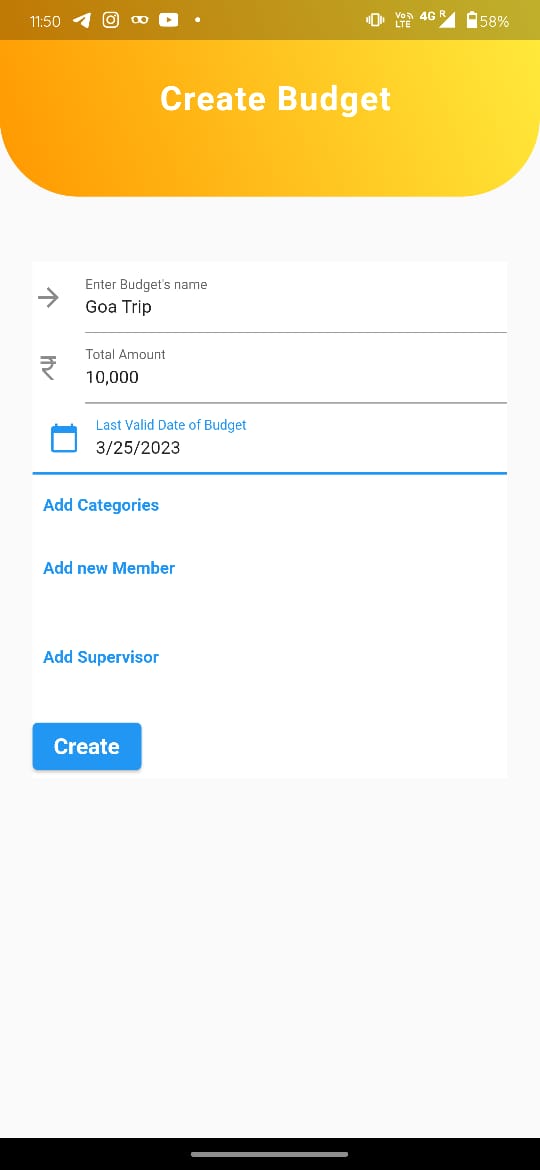 11:50 Vo LTE 4G R 58%
Create Budget
Enter Budget's name
Goa Trip
Total Amount
10,000
Last Valid Date of Budget
3/25/2023
Add Categories
Add new Member
Add Supervisor
Create